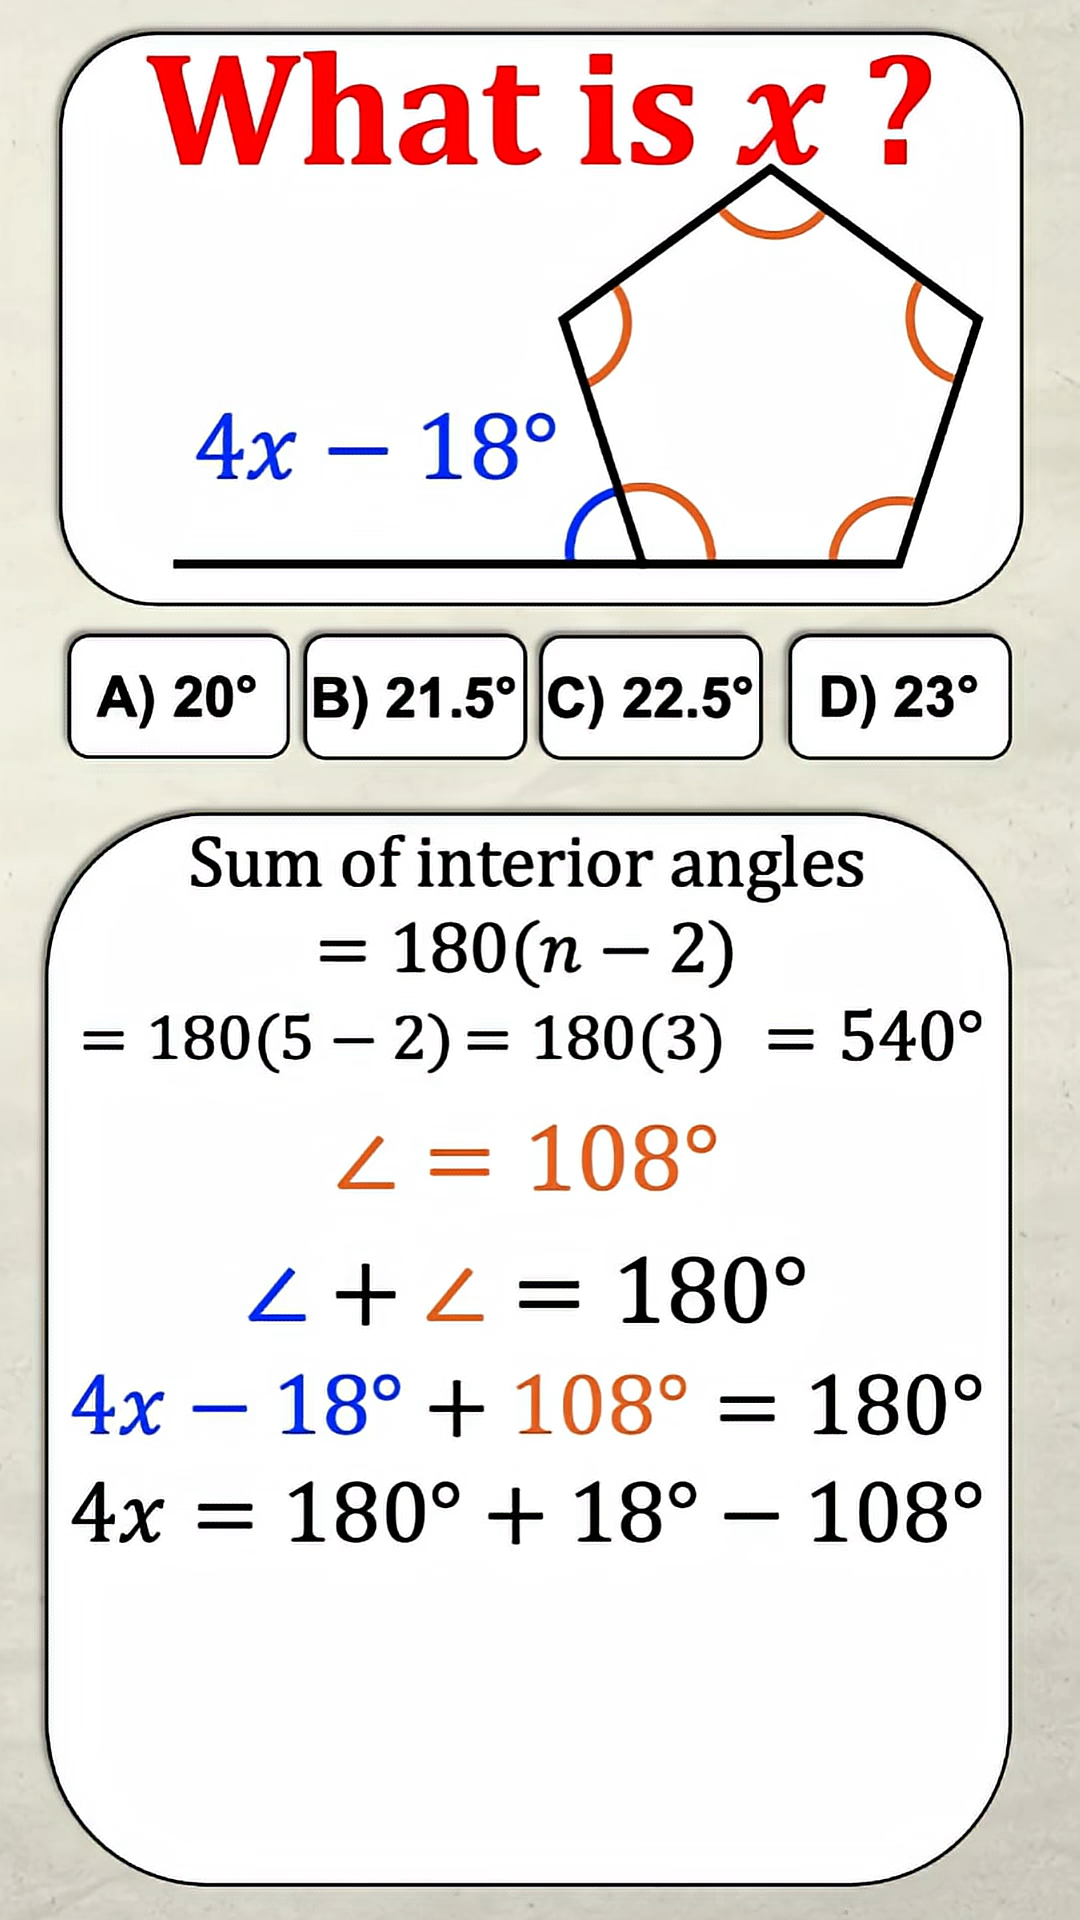 What is x ?
4x − 18°
A) 20°
B) 21.5°
C) 22.5°
D) 23°
Sum of interior angles
= 180(n − 2)
= 180(5 − 2) = 180(3) = 540°
∠ = 108°
∠ + ∠ = 180°
4x − 18° + 108° = 180°
4x = 180° + 18° − 108°